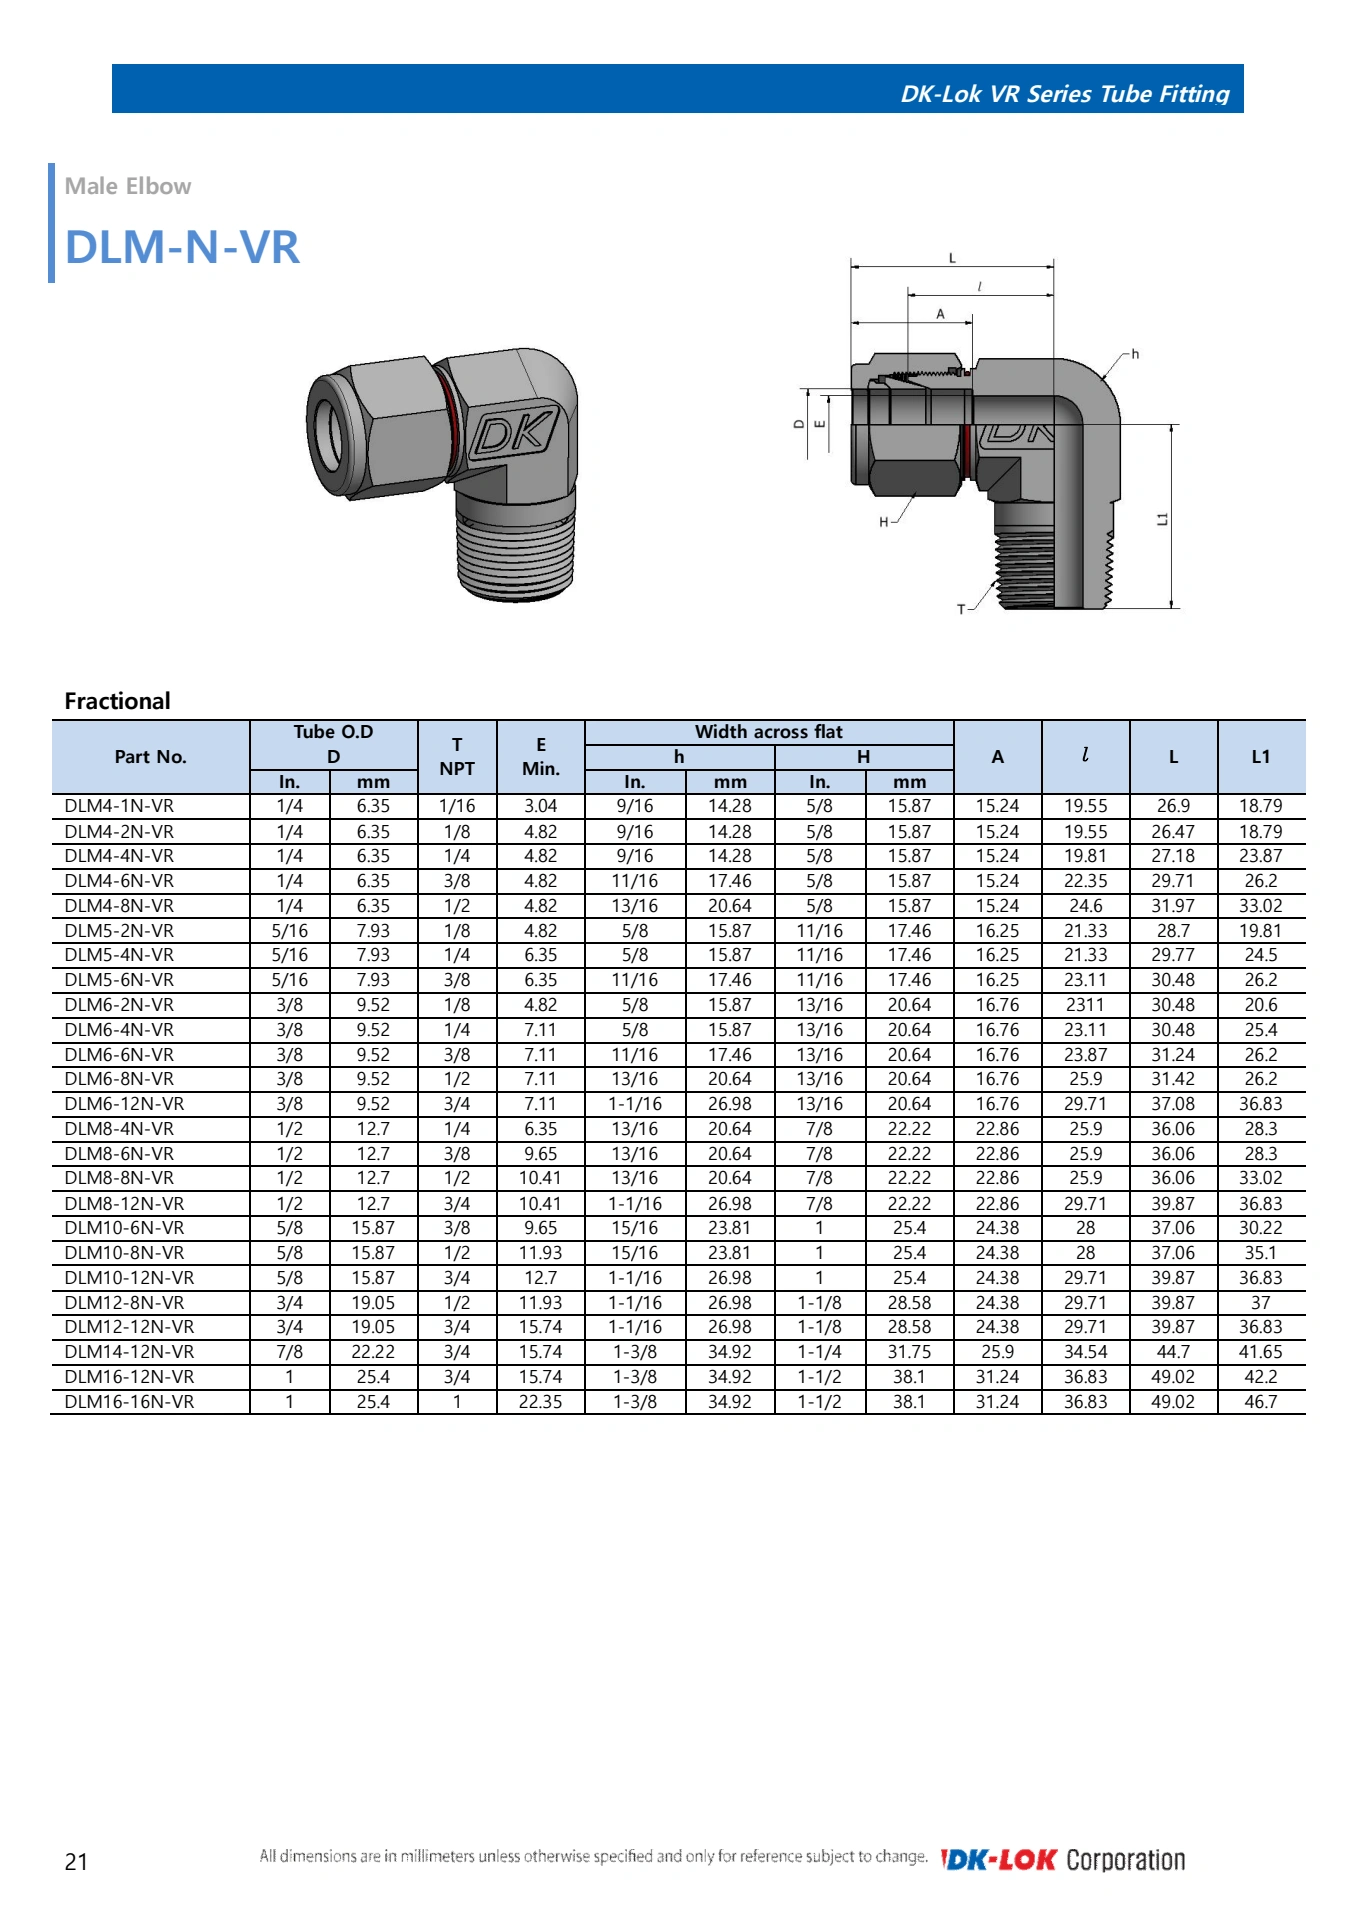 DK-Lok VR Series Tube Fitting
Male Elbow
DLM-N-VR
L
l
A
h
D
E
H
L1
T
DK
DK
Fractional
Part No. Tube O.D D T NPT E Min. Width across flat A l L L1
h H
In. mm In. mm In. mm
DLM4-1N-VR 1/4 6.35 1/16 3.04 9/16 14.28 5/8 15.87 15.24 19.55 26.9 18.79
DLM4-2N-VR 1/4 6.35 1/8 4.82 9/16 14.28 5/8 15.87 15.24 19.55 26.47 18.79
DLM4-4N-VR 1/4 6.35 1/4 4.82 9/16 14.28 5/8 15.87 15.24 19.81 27.18 23.87
DLM4-6N-VR 1/4 6.35 3/8 4.82 11/16 17.46 5/8 15.87 15.24 22.35 29.71 26.2
DLM4-8N-VR 1/4 6.35 1/2 4.82 13/16 20.64 5/8 15.87 15.24 24.6 31.97 33.02
DLM5-2N-VR 5/16 7.93 1/8 4.82 5/8 15.87 11/16 17.46 16.25 21.33 28.7 19.81
DLM5-4N-VR 5/16 7.93 1/4 6.35 5/8 15.87 11/16 17.46 16.25 21.33 29.77 24.5
DLM5-6N-VR 5/16 7.93 3/8 6.35 11/16 17.46 11/16 17.46 16.25 23.11 30.48 26.2
DLM6-2N-VR 3/8 9.52 1/8 4.82 5/8 15.87 13/16 20.64 16.76 2311 30.48 20.6
DLM6-4N-VR 3/8 9.52 1/4 7.11 5/8 15.87 13/16 20.64 16.76 23.11 30.48 25.4
DLM6-6N-VR 3/8 9.52 3/8 7.11 11/16 17.46 13/16 20.64 16.76 23.87 31.24 26.2
DLM6-8N-VR 3/8 9.52 1/2 7.11 13/16 20.64 13/16 20.64 16.76 25.9 31.42 26.2
DLM6-12N-VR 3/8 9.52 3/4 7.11 1-1/16 26.98 13/16 20.64 16.76 29.71 37.08 36.83
DLM8-4N-VR 1/2 12.7 1/4 6.35 13/16 20.64 7/8 22.22 22.86 25.9 36.06 28.3
DLM8-6N-VR 1/2 12.7 3/8 9.65 13/16 20.64 7/8 22.22 22.86 25.9 36.06 28.3
DLM8-8N-VR 1/2 12.7 1/2 10.41 13/16 20.64 7/8 22.22 22.86 25.9 36.06 33.02
DLM8-12N-VR 1/2 12.7 3/4 10.41 1-1/16 26.98 7/8 22.22 22.86 29.71 39.87 36.83
DLM10-6N-VR 5/8 15.87 3/8 9.65 15/16 23.81 1 25.4 24.38 28 37.06 30.22
DLM10-8N-VR 5/8 15.87 1/2 11.93 15/16 23.81 1 25.4 24.38 28 37.06 35.1
DLM10-12N-VR 5/8 15.87 3/4 12.7 1-1/16 26.98 1 25.4 24.38 29.71 39.87 36.83
DLM12-8N-VR 3/4 19.05 1/2 11.93 1-1/16 26.98 1-1/8 28.58 24.38 29.71 39.87 37
DLM12-12N-VR 3/4 19.05 3/4 15.74 1-1/16 26.98 1-1/8 28.58 24.38 29.71 39.87 36.83
DLM14-12N-VR 7/8 22.22 3/4 15.74 1-3/8 34.92 1-1/4 31.75 25.9 34.54 44.7 41.65
DLM16-12N-VR 1 25.4 3/4 15.74 1-3/8 34.92 1-1/2 38.1 31.24 36.83 49.02 42.2
DLM16-16N-VR 1 25.4 1 22.35 1-3/8 34.92 1-1/2 38.1 31.24 36.83 49.02 46.7
21 All dimensions are in millimeters unless otherwise specified and only for reference subject to change. DK-LOK Corporation